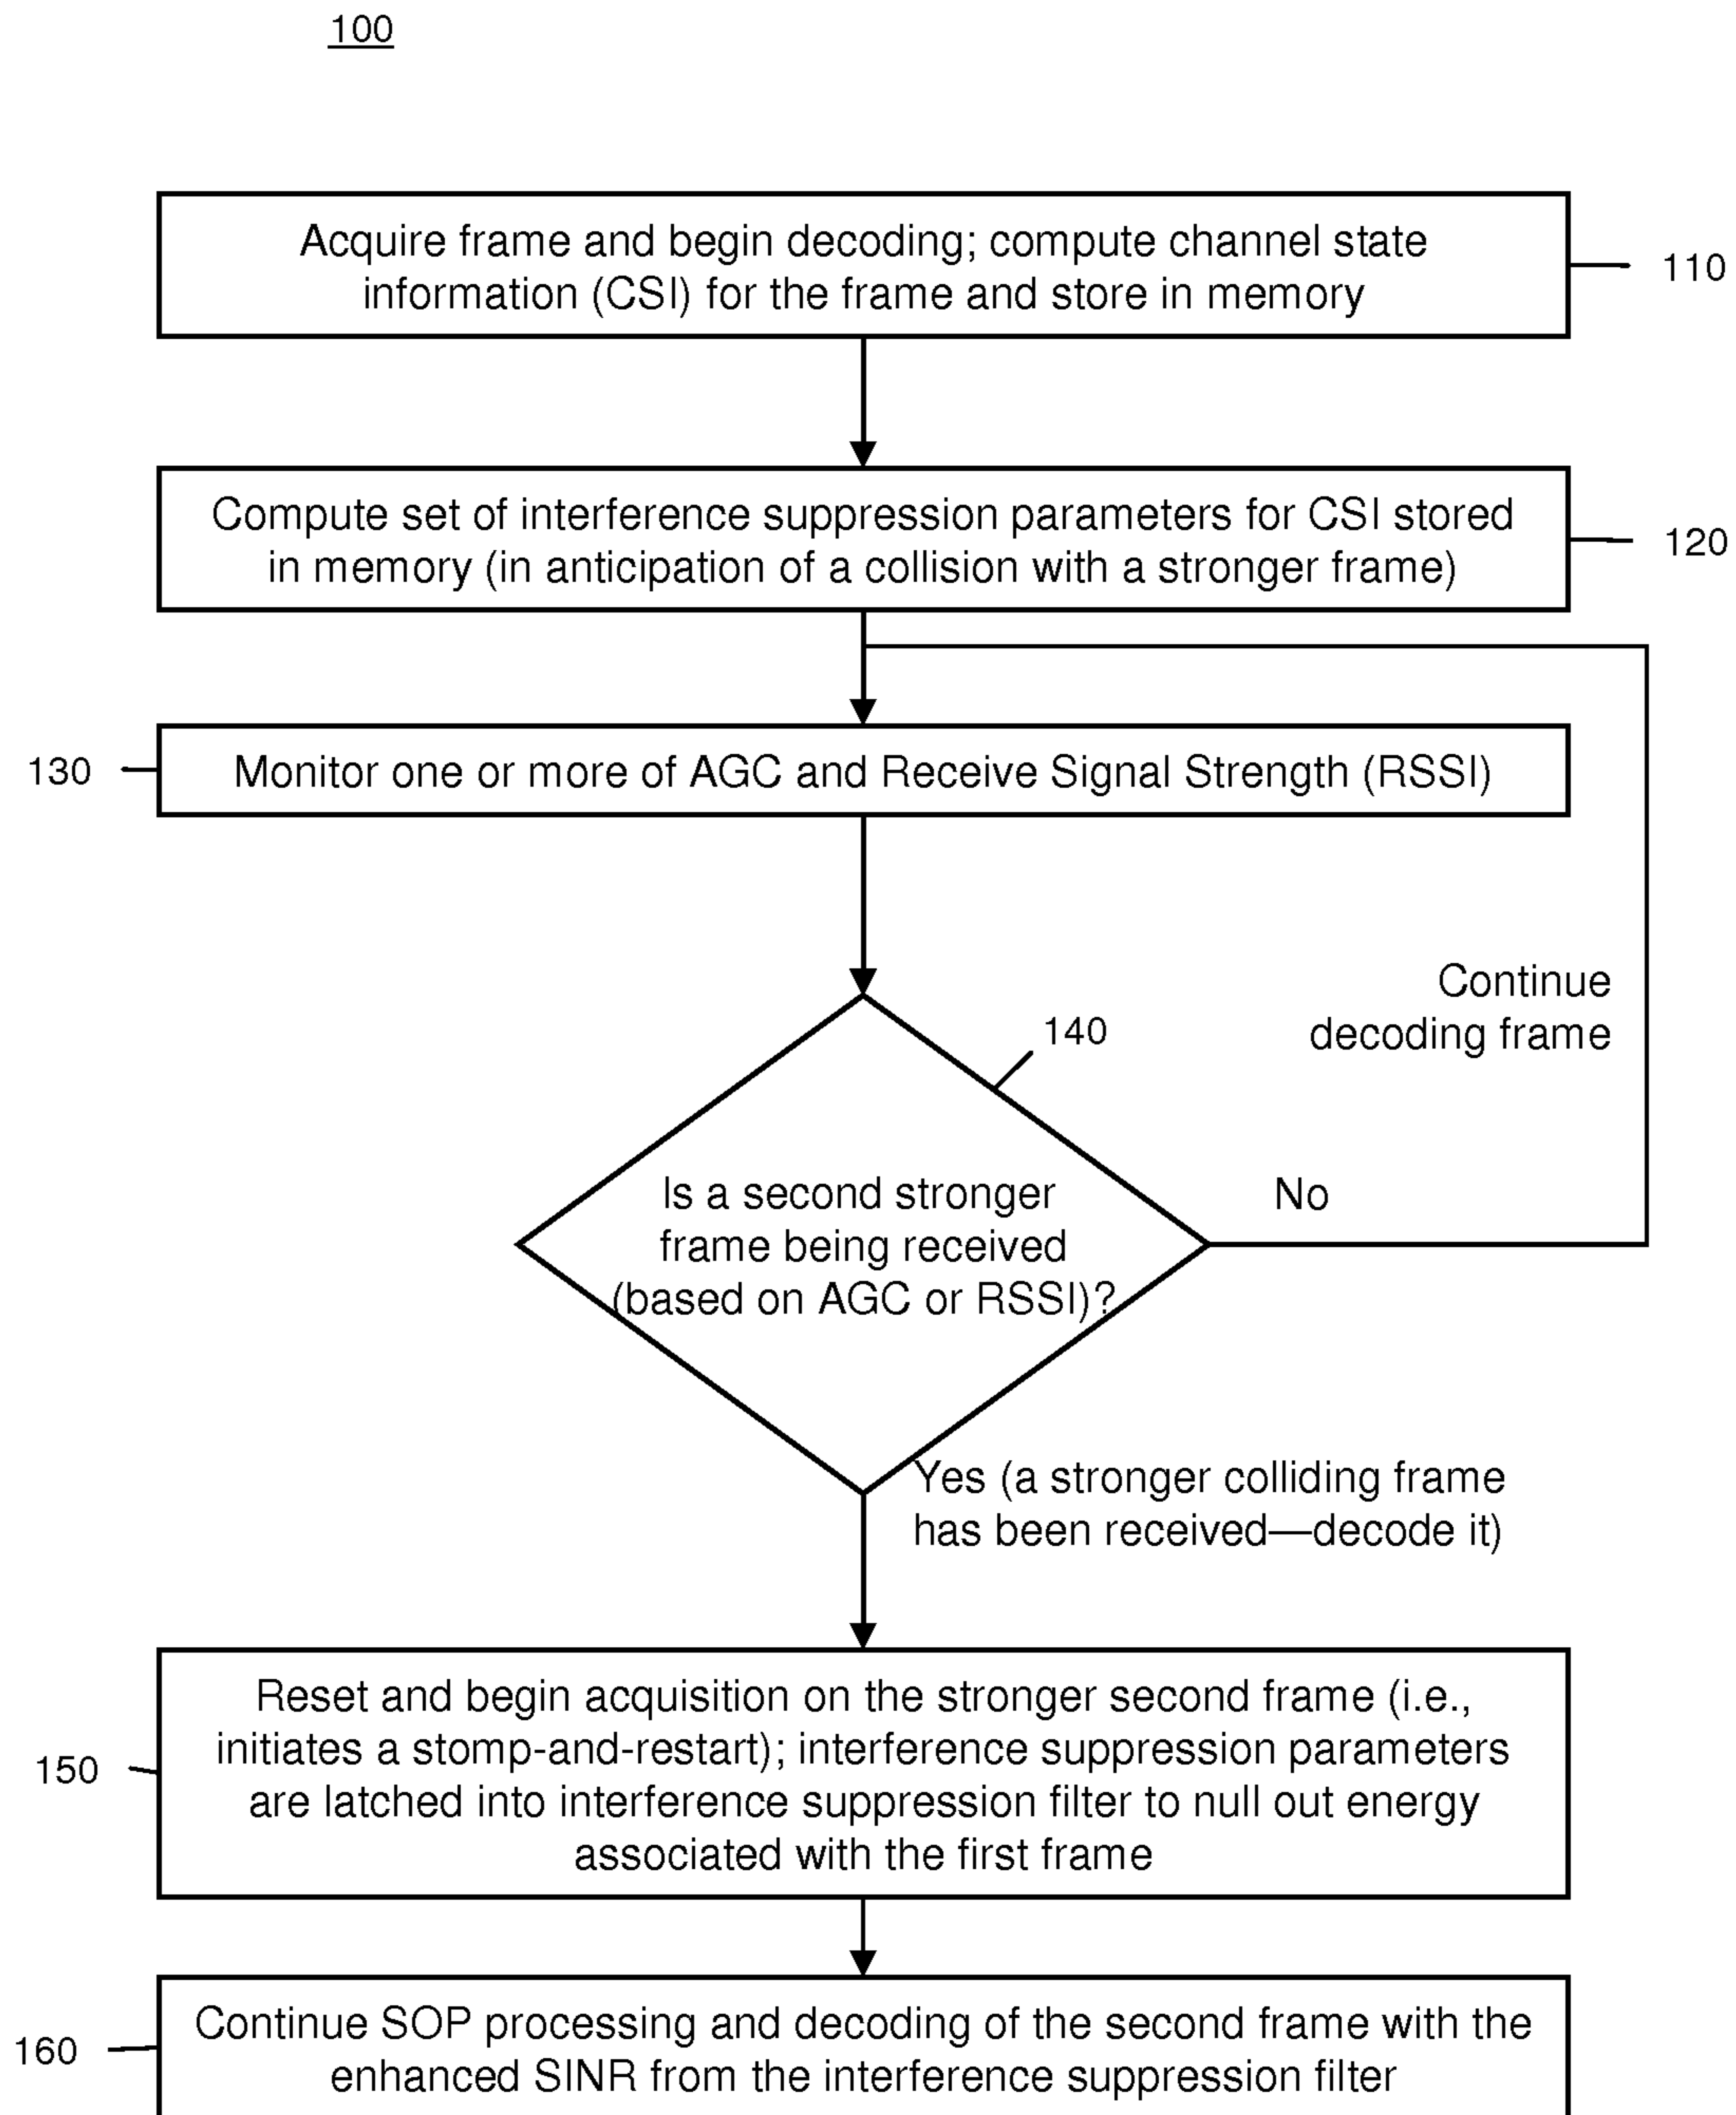 100
Acquire frame and begin decoding; compute channel state
information (CSI) for the frame and store in memory
110
Compute set of interference suppression parameters for CSI stored
in memory (in anticipation of a collision with a stronger frame)
120
130
Monitor one or more of AGC and Receive Signal Strength (RSSI)
Continue
decoding frame
140
Is a second stronger
frame being received
(based on AGC or RSSI)?
No
Yes (a stronger colliding frame
has been received—decode it)
Reset and begin acquisition on the stronger second frame (i.e.,
initiates a stomp-and-restart); interference suppression parameters
are latched into interference suppression filter to null out energy
associated with the first frame
150
Continue SOP processing and decoding of the second frame with the
enhanced SINR from the interference suppression filter
160